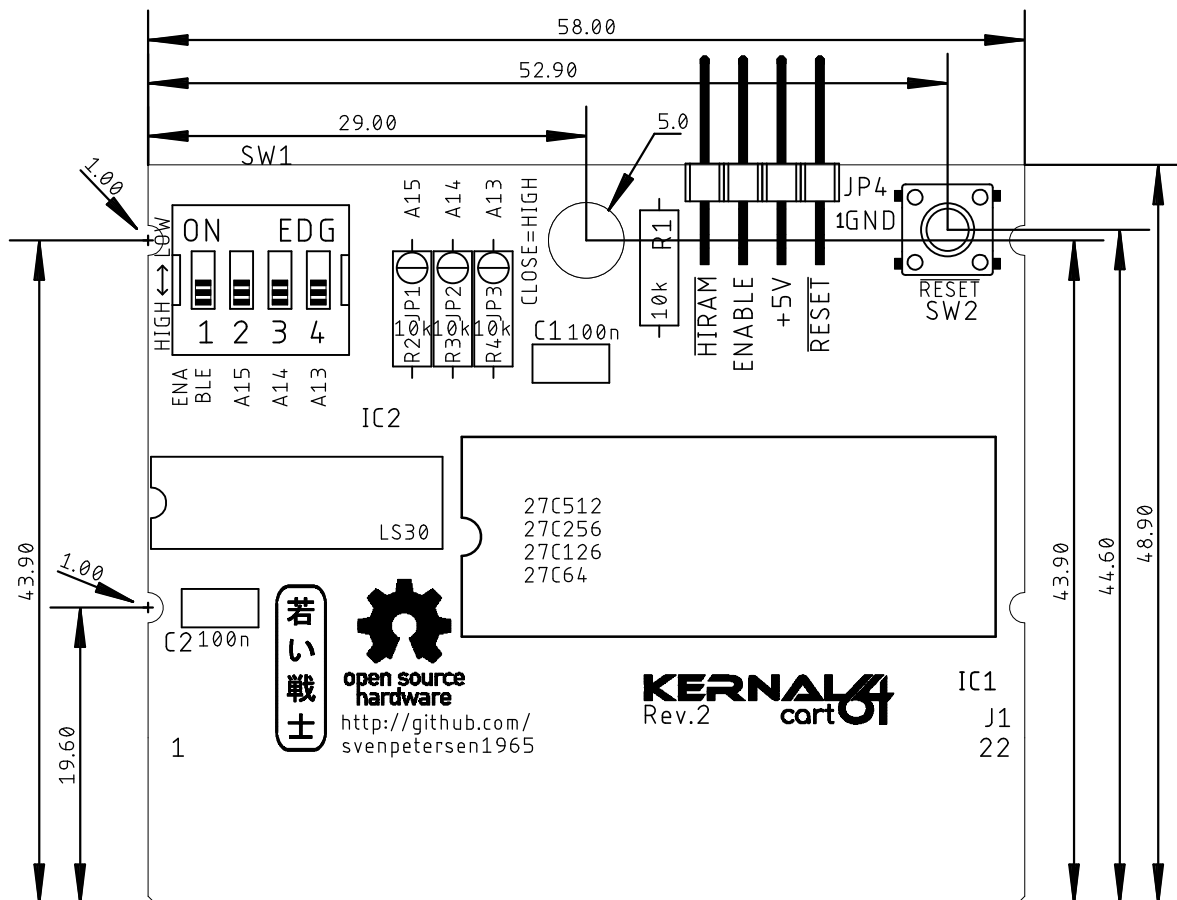 58.00
52.90
29.00
5.0
SW1
1.00
JP4
1GND
ON EDG
HIGH ↔ LOW
1 2 3 4
ENA
BLE
A15
A14
A13
A15
A14
A13
CLOSE=HIGH
JP1
10k
R2
JP2
10k
R3
JP3
10k
R4
R1
10k
C1 100n
HIRAM
ENABLE
+5V
RESET
RESET
SW2
IC2
LS30
27C512
27C256
27C126
27C64
43.90
1.00
19.60
43.90
44.60
48.90
C2 100n
若い戦士
open source
hardware
http://github.com/
svenpetersen1965
KERNAL64
cart
Rev.2
IC1
J1
1
22